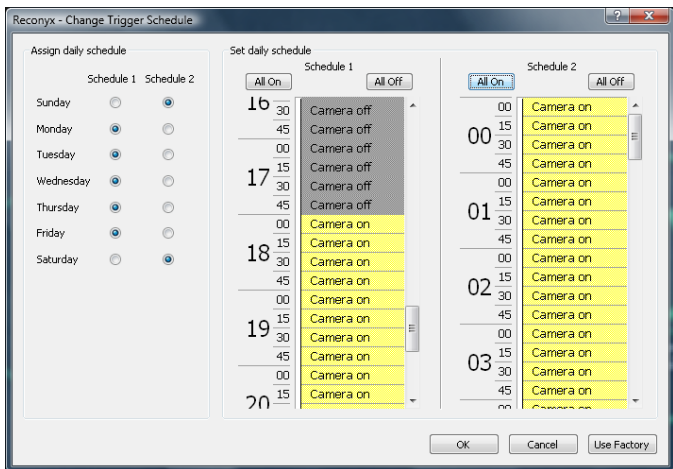 Reconyx - Change Trigger Schedule
Assign daily schedule
Schedule 1 Schedule 2
Sunday
Monday
Tuesday
Wednesday
Thursday
Friday
Saturday
Set daily schedule
Schedule 1
All On All Off
16
30 Camera off
45 Camera off
17
00 Camera off
15 Camera off
30 Camera off
45 Camera off
18
00 Camera on
15 Camera on
30 Camera on
45 Camera on
19
00 Camera on
15 Camera on
30 Camera on
45 Camera on
20
00 Camera on
15 Camera on
Schedule 2
All On All Off
00
00 Camera on
15 Camera on
30 Camera on
45 Camera on
01
00 Camera on
15 Camera on
30 Camera on
45 Camera on
02
00 Camera on
15 Camera on
30 Camera on
45 Camera on
03
00 Camera on
15 Camera on
30 Camera on
45 Camera on
00 Camera on
OK Cancel Use Factory